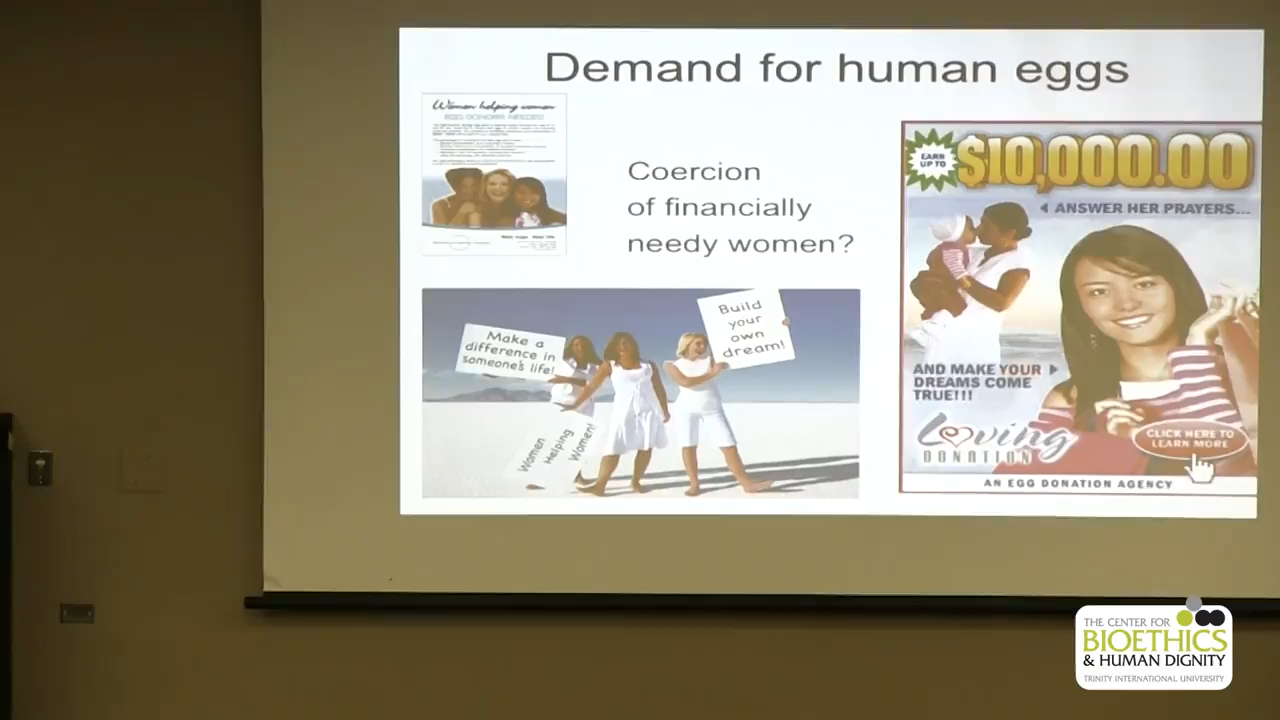 Demand for human eggs
Women helping women
EGG DONORS NEEDED
Coercion
of financially
needy women?
EARN
UP TO
$10,000.00
ANSWER HER PRAYERS...
AND MAKE YOUR
DREAMS COME
TRUE!!!
Loving
DONATION
CLICK HERE TO
LEARN MORE
AN EGG DONATION AGENCY
Make a
difference in
someone's life!
Build
your
own
dream!
Women
Helping
Women!
THE CENTER FOR
BIOETHICS
& HUMAN DIGNITY
TRINITY INTERNATIONAL UNIVERSITY